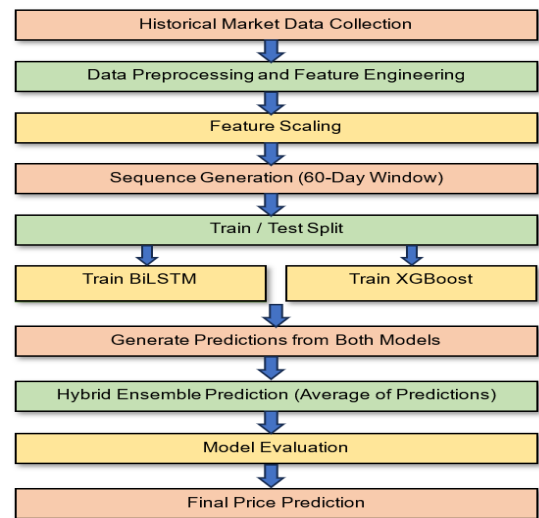 Historical Market Data Collection
Data Preprocessing and Feature Engineering
Feature Scaling
Sequence Generation (60-Day Window)
Train / Test Split
Train BiLSTM
Train XGBoost
Generate Predictions from Both Models
Hybrid Ensemble Prediction (Average of Predictions)
Model Evaluation
Final Price Prediction